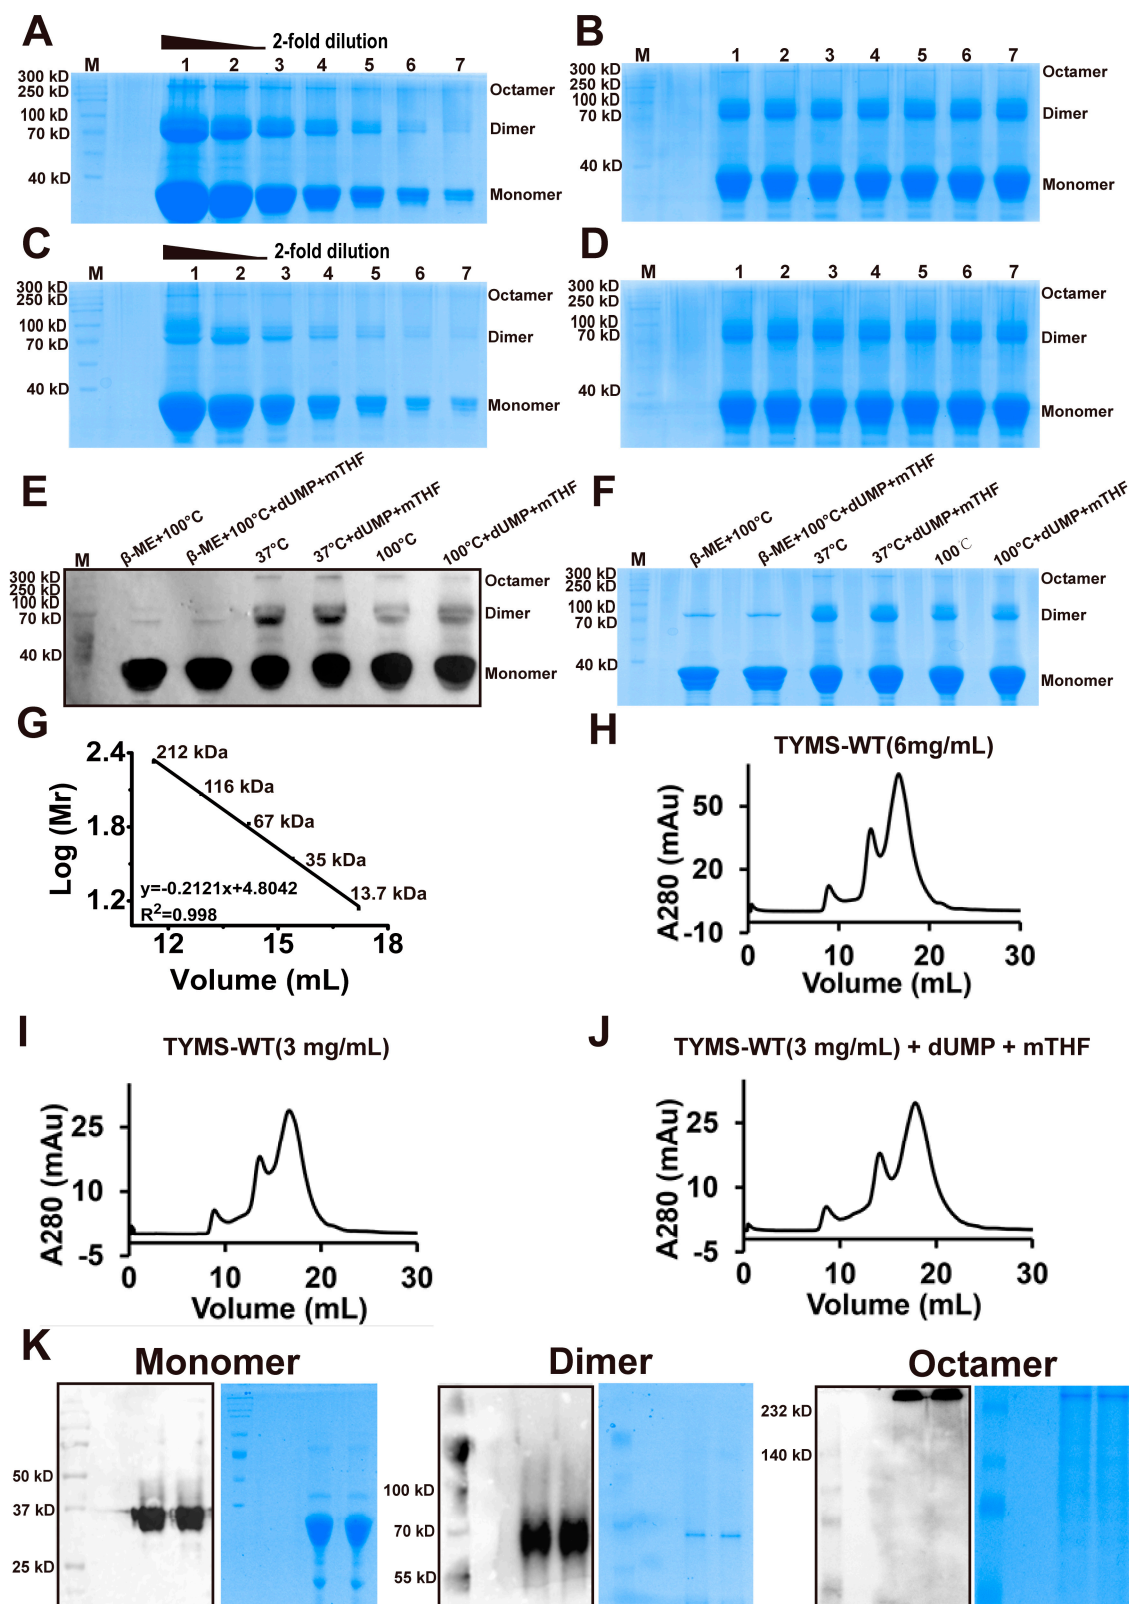 A
2-fold dilution
M 1 2 3 4 5 6 7
300 kD
250 kD
100 kD
70 kD
40 kD
Octamer
Dimer
Monomer
B
M 1 2 3 4 5 6 7
300 kD
250 kD
100 kD
70 kD
40 kD
Octamer
Dimer
Monomer
C
2-fold dilution
M 1 2 3 4 5 6 7
300 kD
250 kD
100 kD
70 kD
40 kD
Octamer
Dimer
Monomer
D
M 1 2 3 4 5 6 7
300 kD
250 kD
100 kD
70 kD
40 kD
Octamer
Dimer
Monomer
E
M
β-ME+100°C
β-ME+100°C+dUMP+mTHF
37°C
37°C+dUMP+mTHF
100°C
100°C+dUMP+mTHF
300 kD
250 kD
100 kD
70 kD
40 kD
Octamer
Dimer
Monomer
F
M
β-ME+100°C
β-ME+100°C+dUMP+mTHF
37°C
37°C+dUMP+mTHF
100℃
100°C+dUMP+mTHF
300 kD
250 kD
100 kD
70 kD
40 kD
Octamer
Dimer
Monomer
G
Log (Mr)
2.4
1.8
1.2
212 kDa
116 kDa
67 kDa
35 kDa
13.7 kDa
y=-0.2121x+4.8042
R²=0.998
12 15 18
Volume (mL)
H
TYMS-WT(6mg/mL)
A280 (mAu)
50
20
-10
0 10 20 30
Volume (mL)
I
TYMS-WT(3 mg/mL)
A280 (mAu)
25
10
-5
0 10 20 30
Volume (mL)
J
TYMS-WT(3 mg/mL) + dUMP + mTHF
A280 (mAu)
25
10
-5
0 10 20 30
Volume (mL)
K
Monomer
50 kD
37 kD
25 kD
Dimer
100 kD
70 kD
55 kD
Octamer
232 kD
140 kD